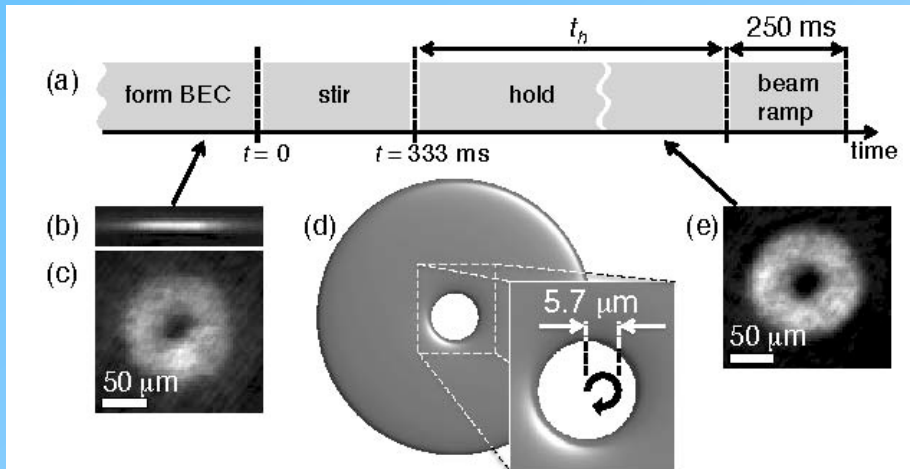 t_h
250 ms
(a)
form BEC
stir
hold
beam
ramp
t = 0
t = 333 ms
time
(b)
(d)
(e)
(c)
5.7 μm
50 μm
50 μm